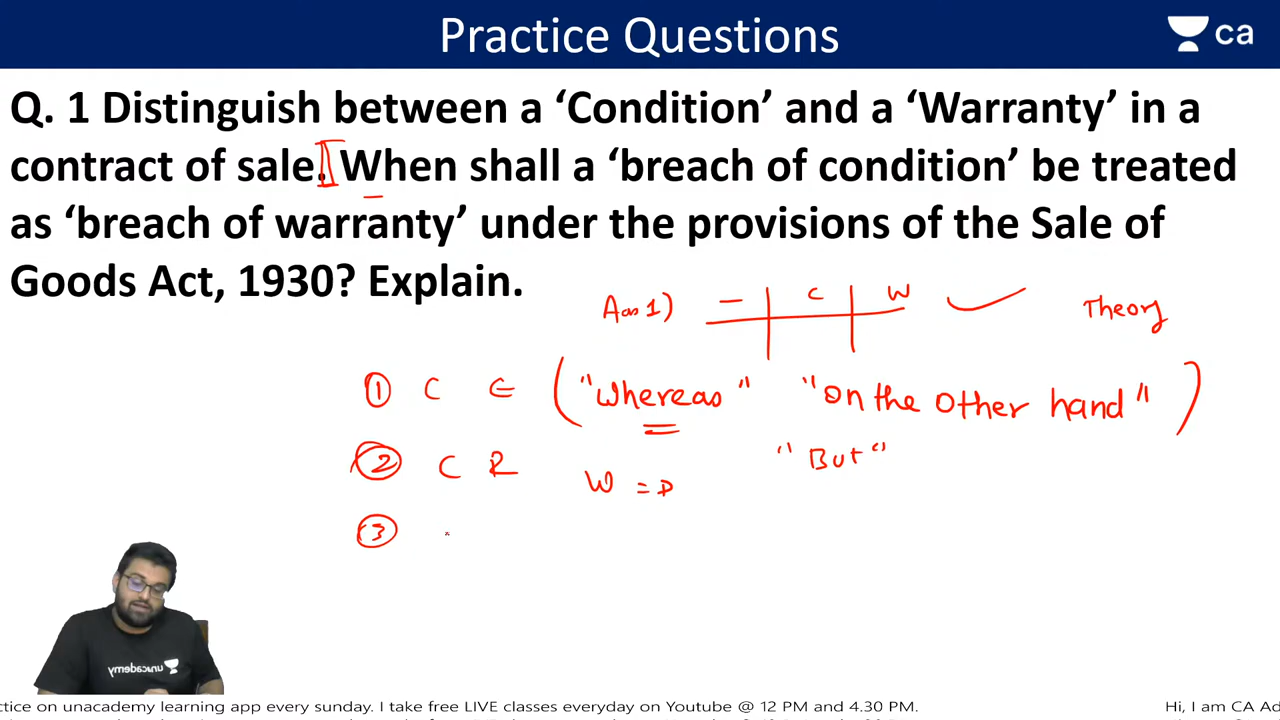 Practice Questions
ca
Q. 1 Distinguish between a ‘Condition’ and a ‘Warranty’ in a
contract of sale. When shall a ‘breach of condition’ be treated
as ‘breach of warranty’ under the provisions of the Sale of
Goods Act, 1930? Explain.
Ans 1) — C W Theory
① C E ("Whereas" "on the other hand")
"But"
② C R W = D
③
unacademy
ctice on unacademy learning app every sunday. I take free LIVE classes everyday on Youtube @ 12 PM and 4.30 PM. Hi, I am CA Ad